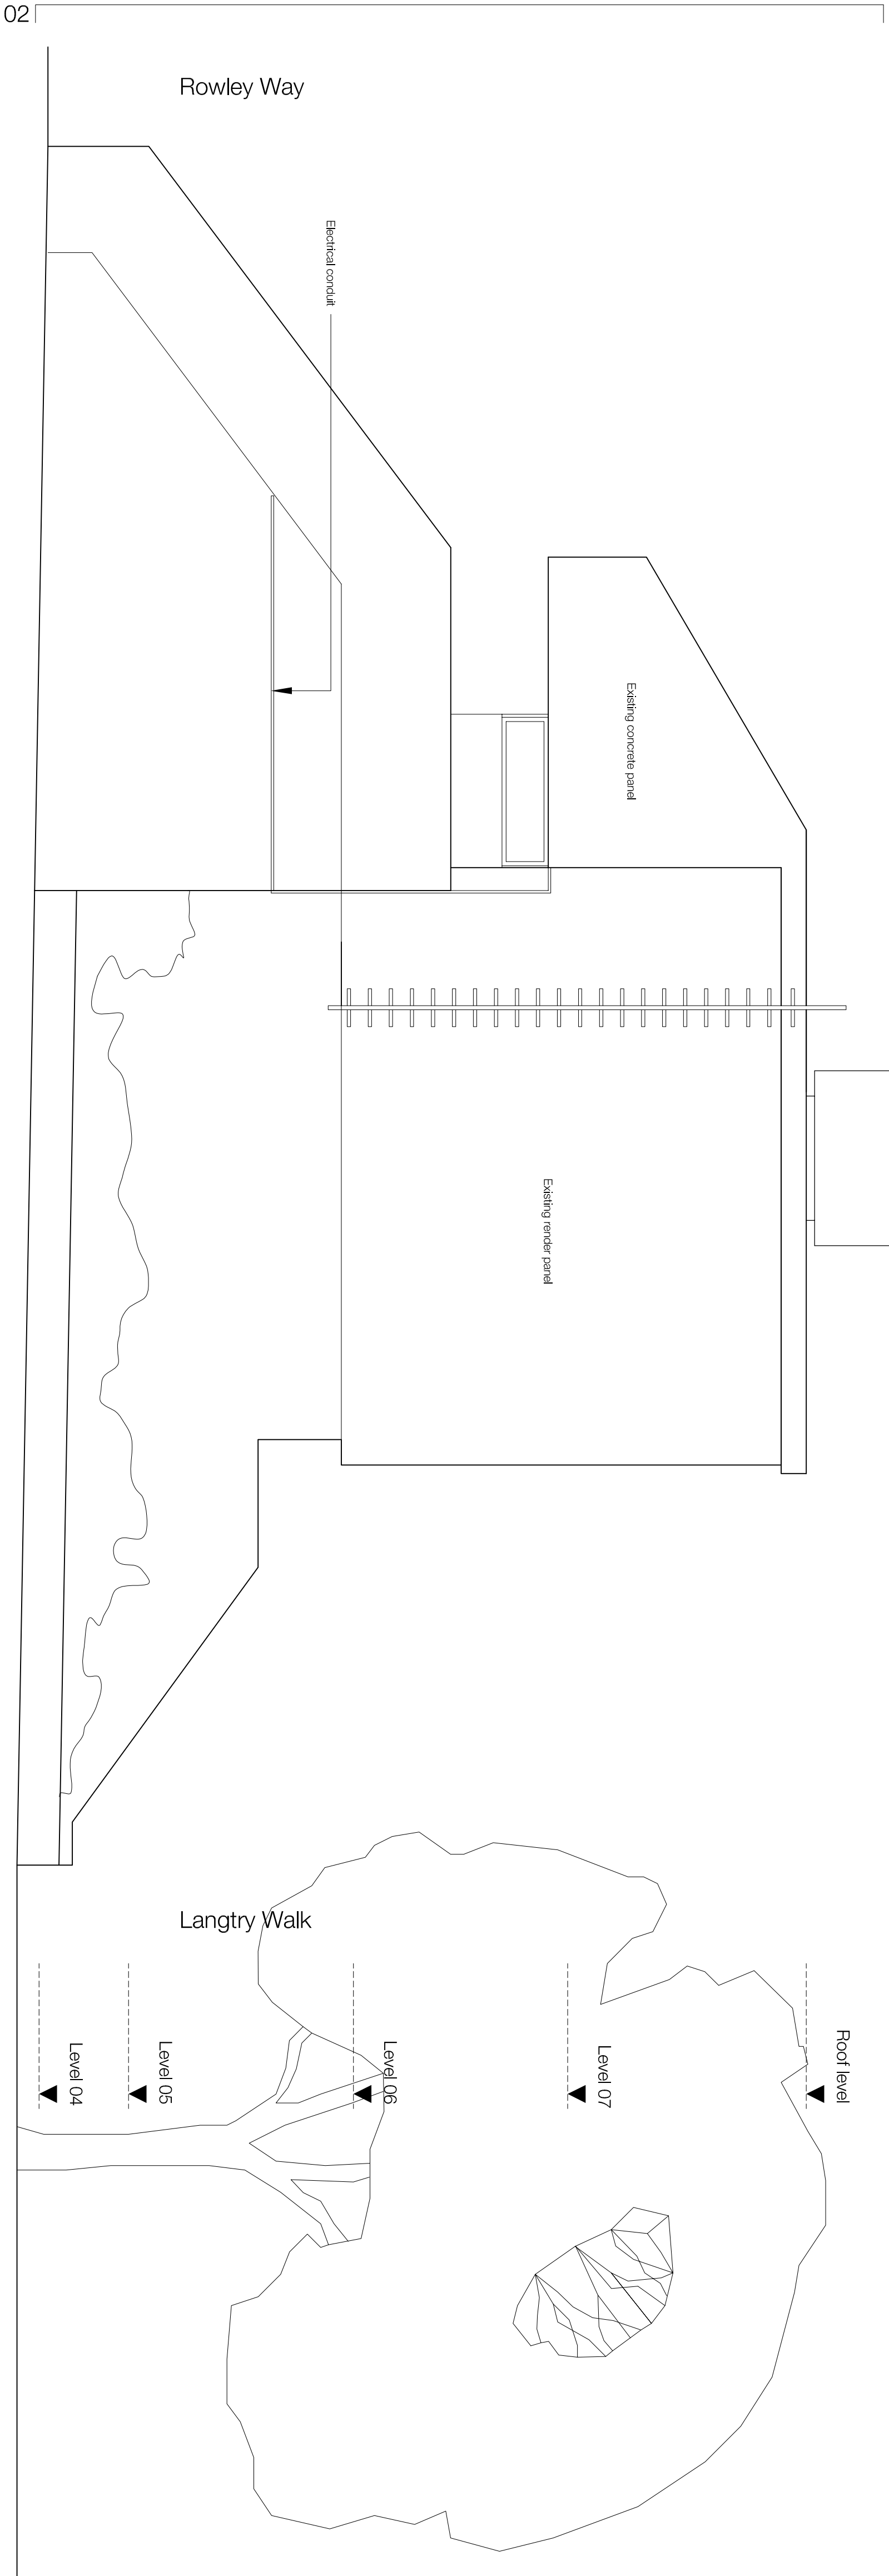 02
Rowley Way
Electrical conduit
Existing concrete panel
Existing render panel
Langtry Walk
Roof level
Level 07
Level 06
Level 05
Level 04